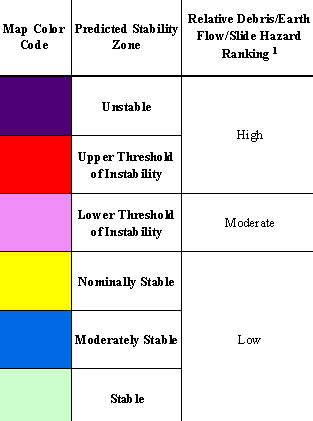 Map Color
Code
Predicted Stability
Zone
Relative Debris/Earth
Flow/Slide Hazard
Ranking 1
Unstable
High
Upper Threshold
of Instability
Lower Threshold
of Instability
Moderate
Nominally Stable
Moderately Stable
Low
Stable